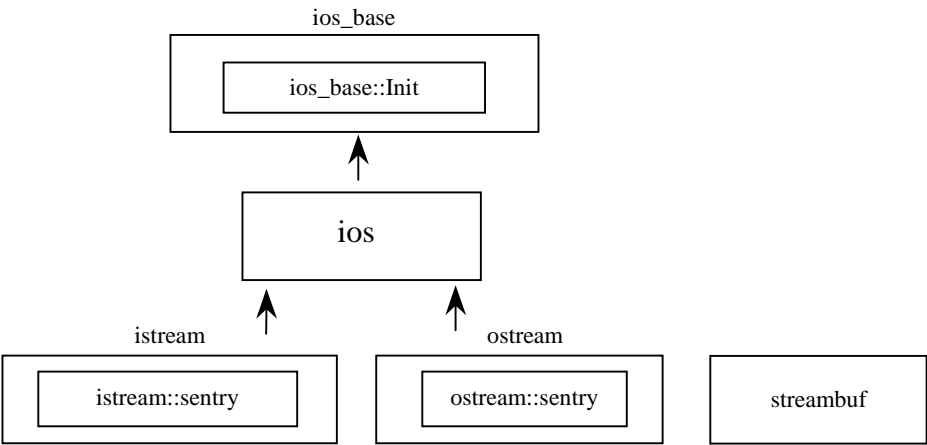 ios_base
ios_base::Init
ios
istream
ostream
istream::sentry
ostream::sentry
streambuf